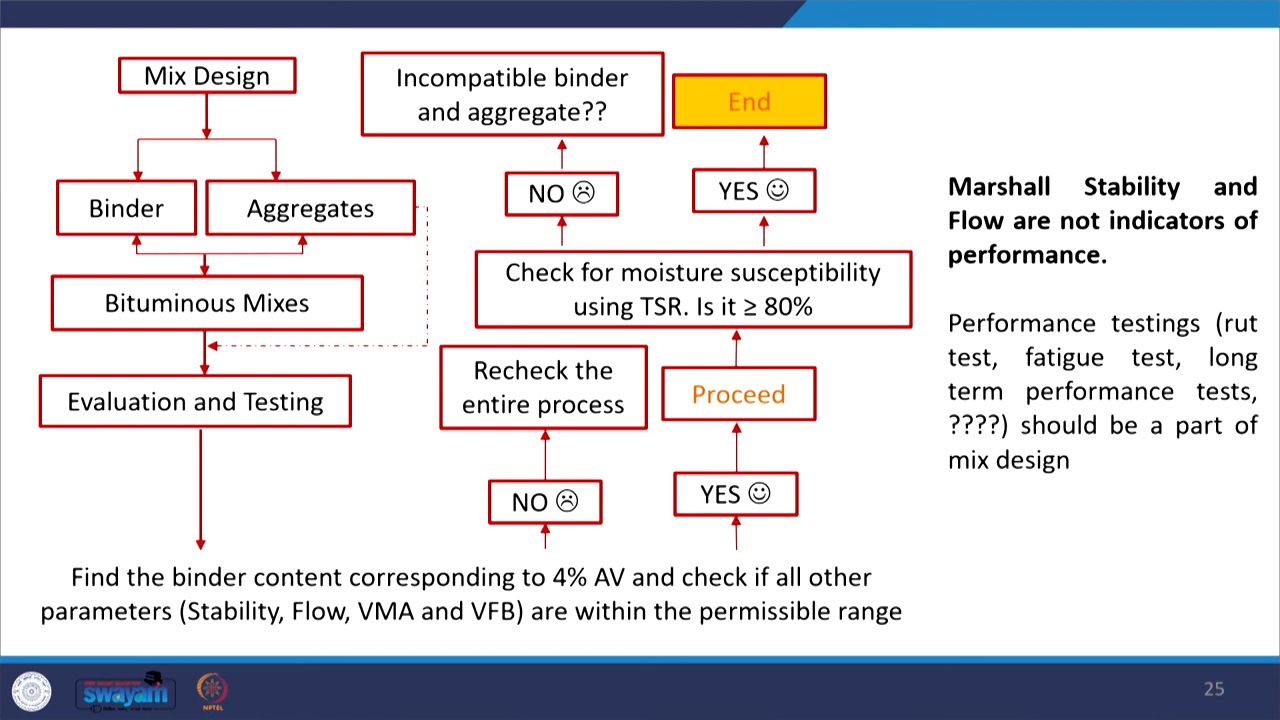 Mix Design
Binder
Aggregates
Bituminous Mixes
Evaluation and Testing
Find the binder content corresponding to 4% AV and check if all other
parameters (Stability, Flow, VMA and VFB) are within the permissible range
NO ☹
YES ☺
Recheck the
entire process
Proceed
Check for moisture susceptibility
using TSR. Is it ≥ 80%
NO ☹
YES ☺
Incompatible binder
and aggregate??
End
Marshall Stability and
Flow are not indicators of
performance.
Performance testings (rut
test, fatigue test, long
term performance tests,
????) should be a part of
mix design
swayam
NPTEL
25